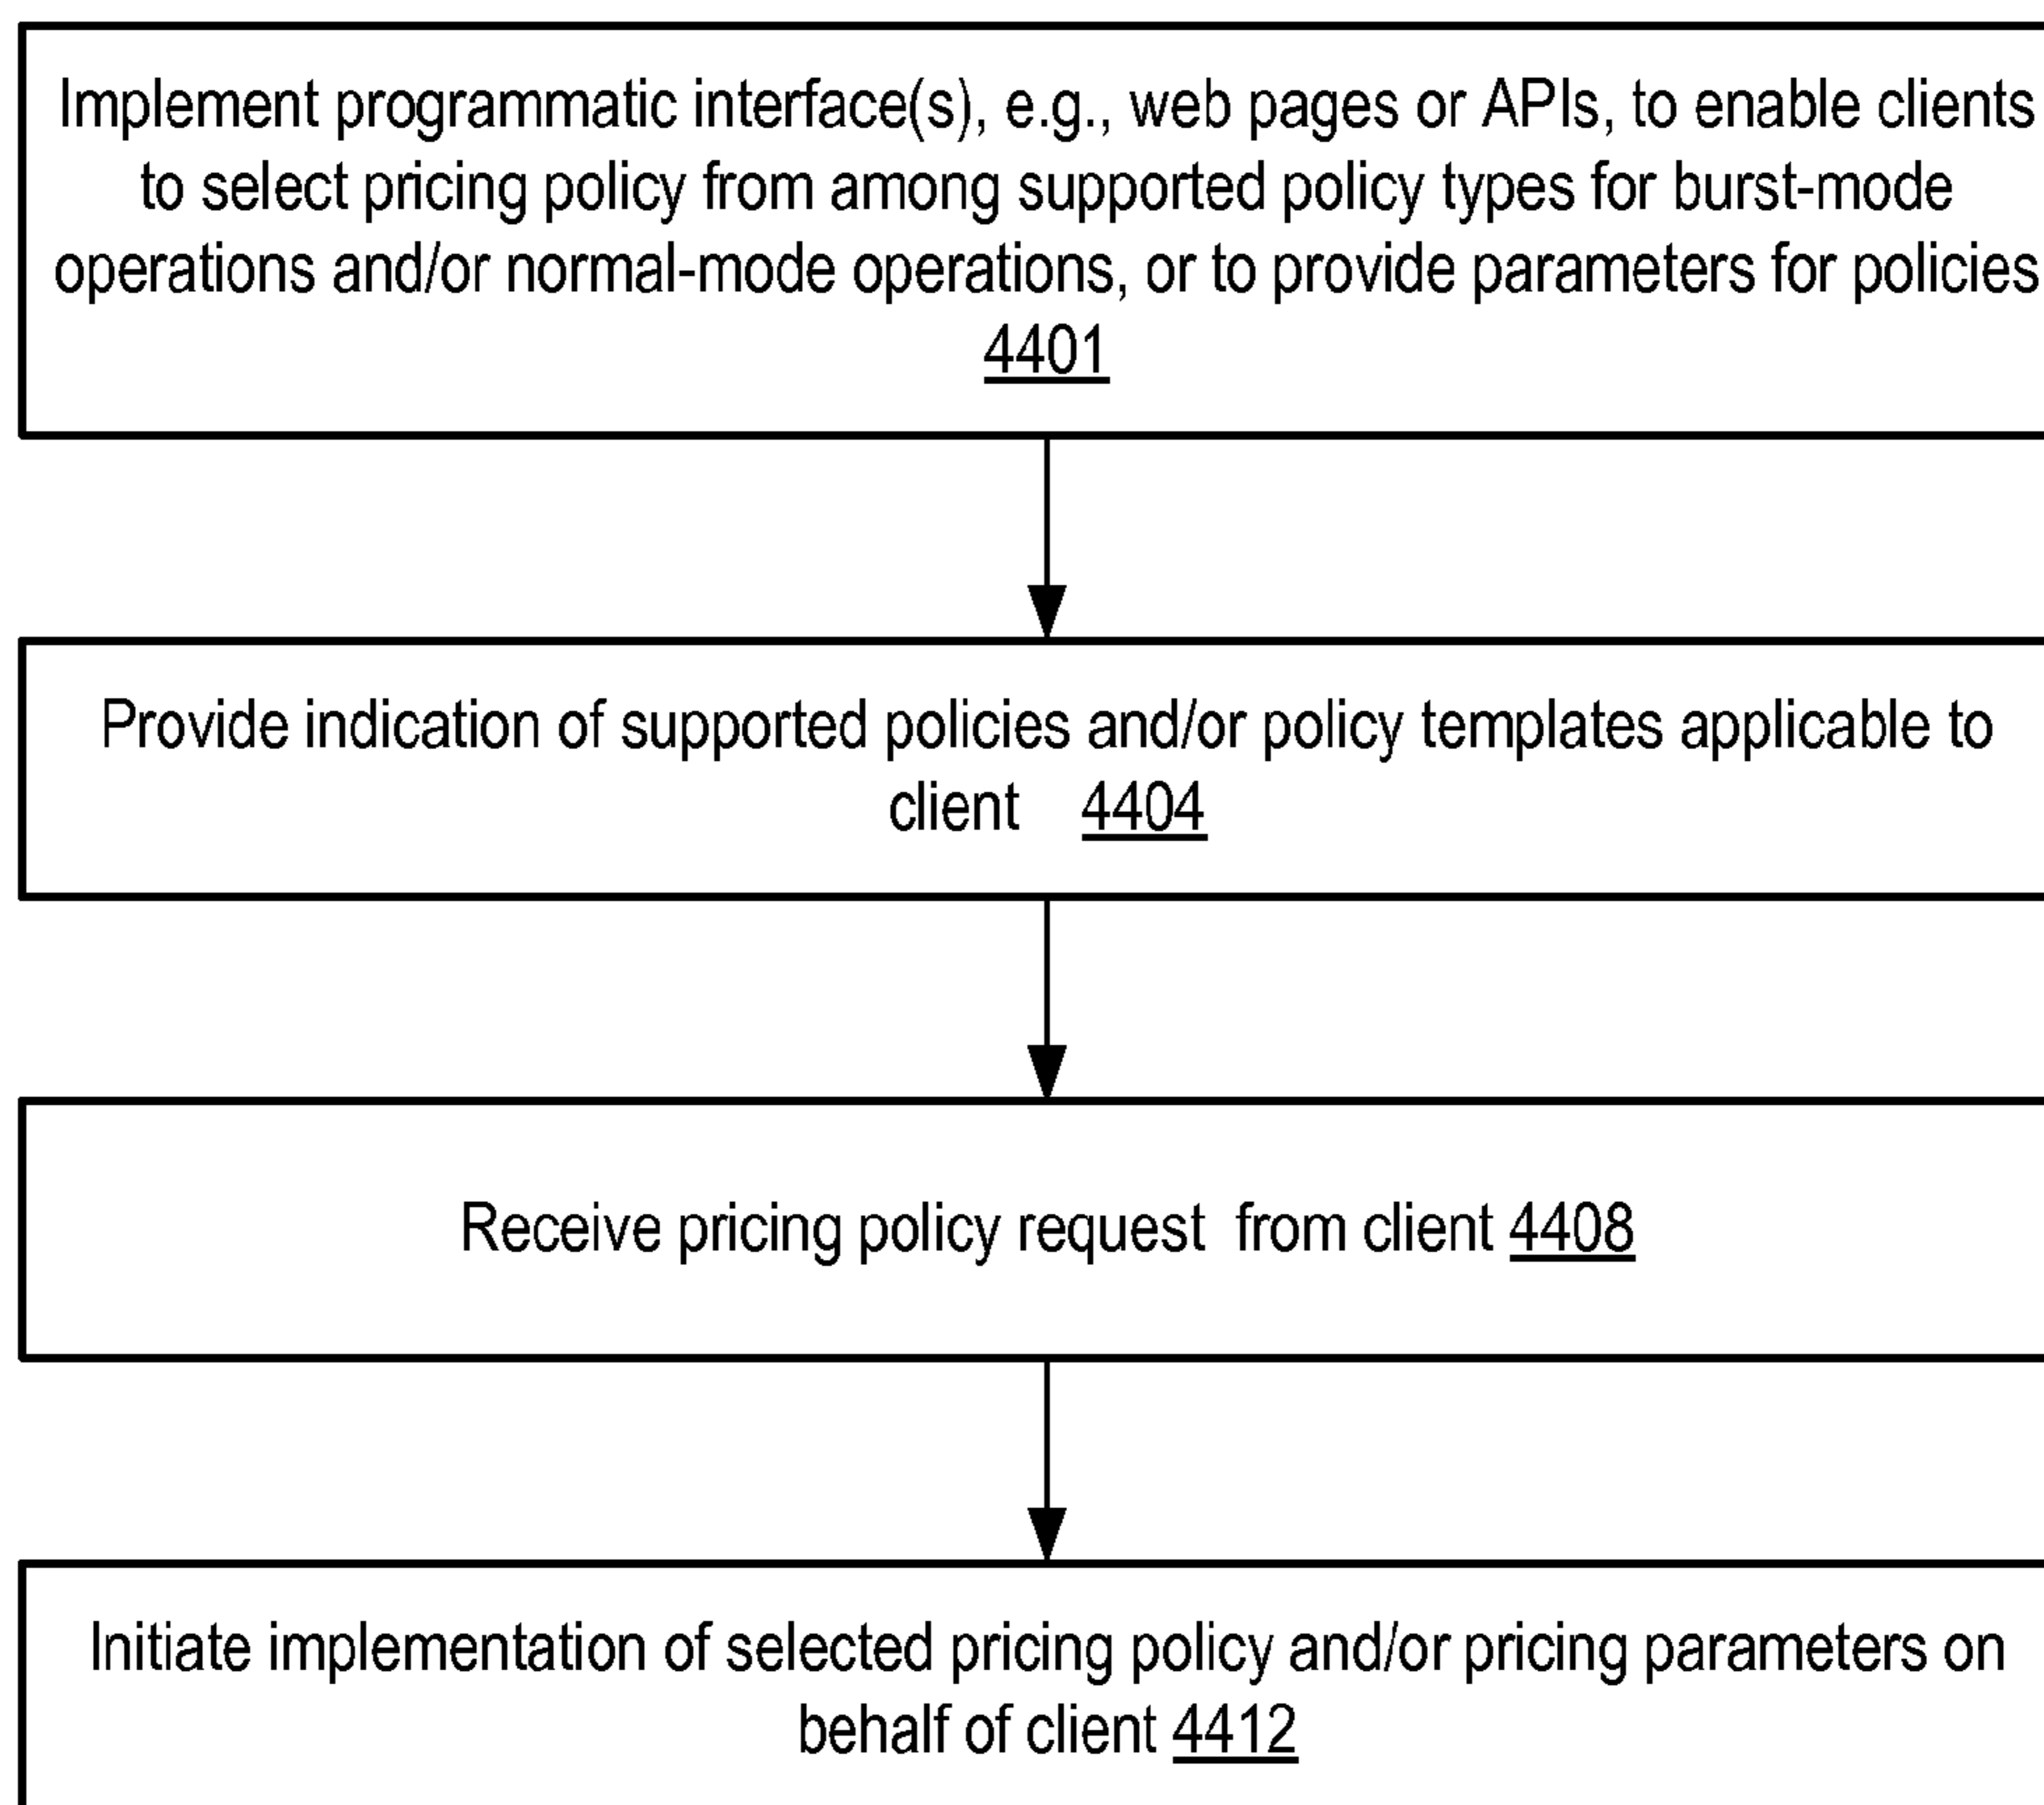 Implement programmatic interface(s), e.g., web pages or APIs, to enable clients
to select pricing policy from among supported policy types for burst-mode
operations and/or normal-mode operations, or to provide parameters for policies
4401
Provide indication of supported policies and/or policy templates applicable to
client 4404
Receive pricing policy request from client 4408
Initiate implementation of selected pricing policy and/or pricing parameters on
behalf of client 4412